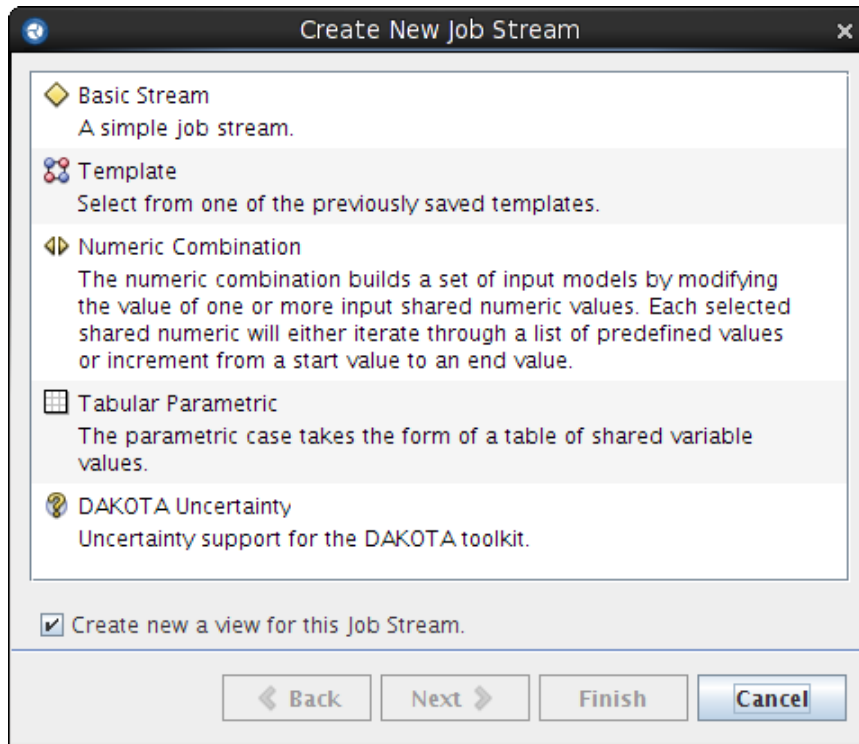 Create New Job Stream
Basic Stream
A simple job stream.
Template
Select from one of the previously saved templates.
Numeric Combination
The numeric combination builds a set of input models by modifying
the value of one or more input shared numeric values. Each selected
shared numeric will either iterate through a list of predefined values
or increment from a start value to an end value.
Tabular Parametric
The parametric case takes the form of a table of shared variable
values.
DAKOTA Uncertainty
Uncertainty support for the DAKOTA toolkit.
Create new a view for this Job Stream.
Back Next Finish Cancel